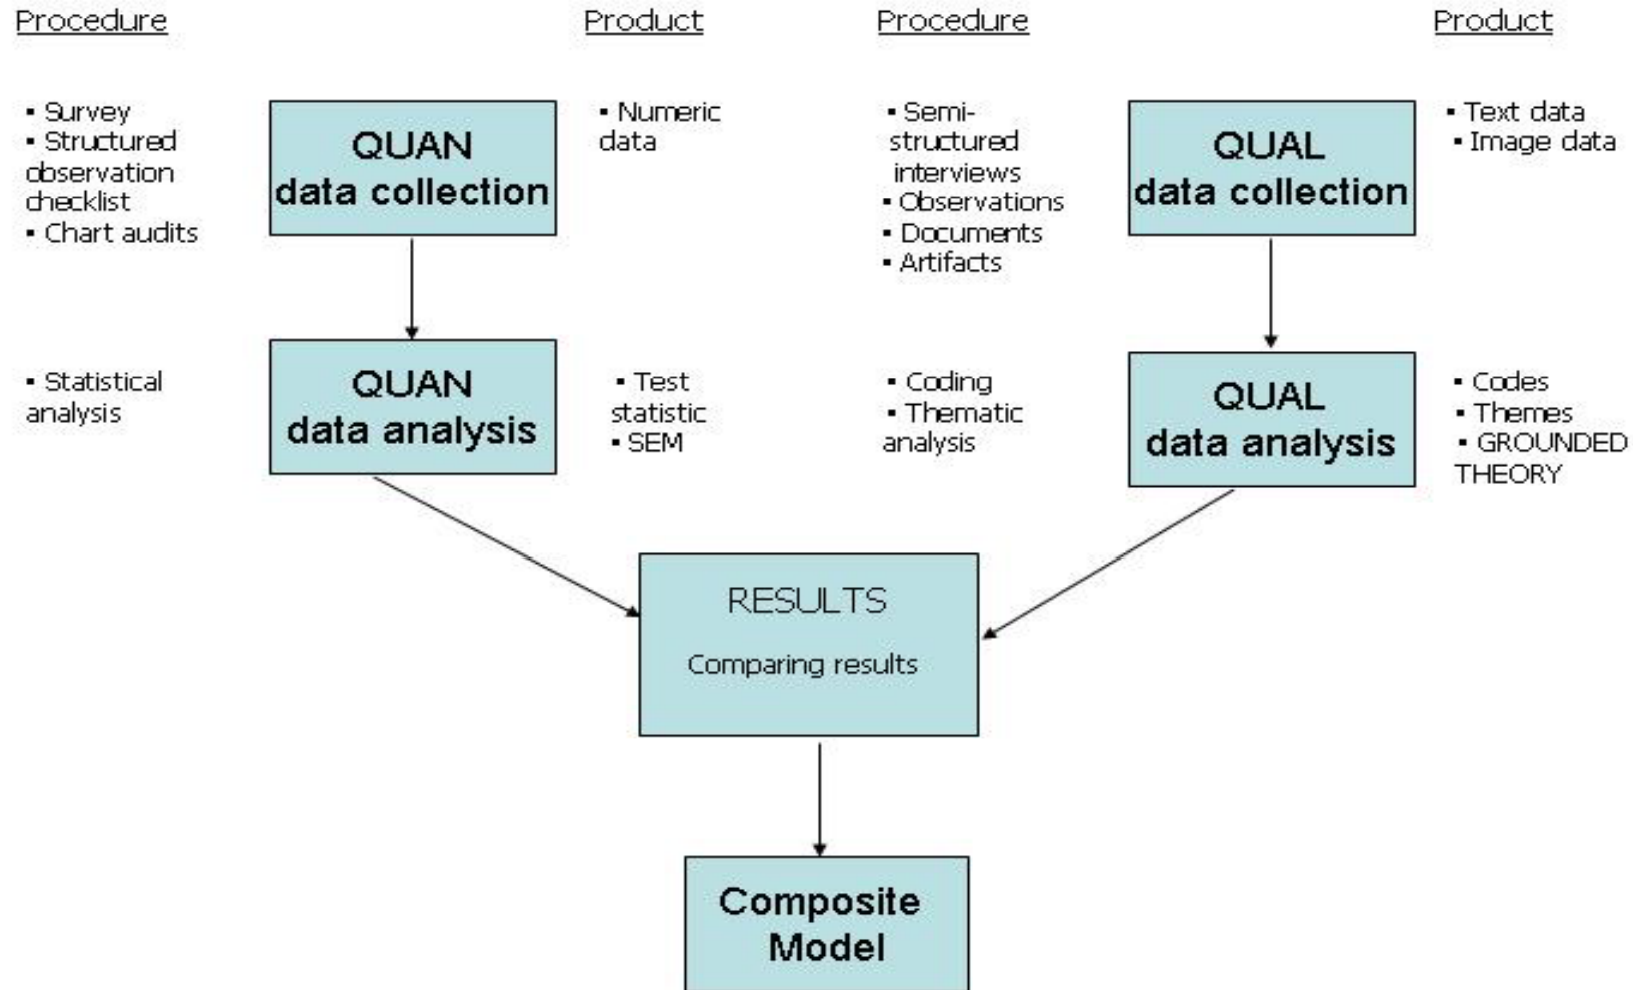 Procedure
Product
Procedure
Product
▪ Survey
▪ Structured
observation
checklist
▪ Chart audits
QUAN
data collection
▪ Numeric
data
▪ Semi-
structured
interviews
▪ Observations
▪ Documents
▪ Artifacts
QUAL
data collection
▪ Text data
▪ Image data
▪ Statistical
analysis
QUAN
data analysis
▪ Test
statistic
▪ SEM
▪ Coding
▪ Thematic
analysis
QUAL
data analysis
▪ Codes
▪ Themes
▪ GROUNDED
THEORY
RESULTS
Comparing results
Composite
Model